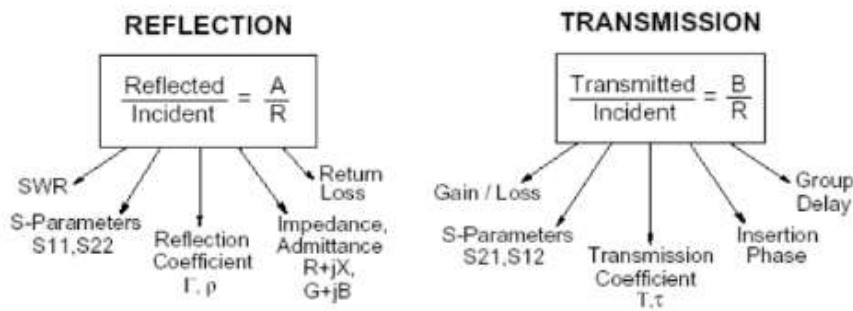 REFLECTION
Reflected
Incident
=
A
R
SWR
S-Parameters
S11,S22
Reflection
Coefficient
Γ, ρ
Impedance,
Admittance
R+jX,
G+jB
Return
Loss
TRANSMISSION
Transmitted
Incident
=
B
R
Gain / Loss
S-Parameters
S21,S12
Transmission
Coefficient
T,τ
Insertion
Phase
Group
Delay